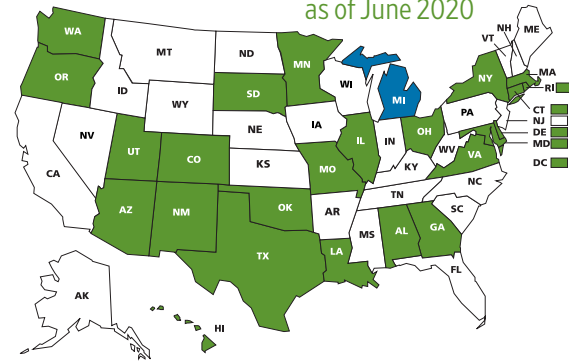 as of June 2020
WA
MT
ND
MN
VT
NH
ME
OR
ID
SD
WI
MI
NY
MA
RI
WY
IA
PA
CT
NJ
NV
NE
IL
IN
OH
DE
MD
UT
CO
KS
MO
KY
WV
VA
DC
CA
AZ
NM
OK
AR
TN
NC
SC
TX
LA
MS
AL
GA
FL
AK
HI